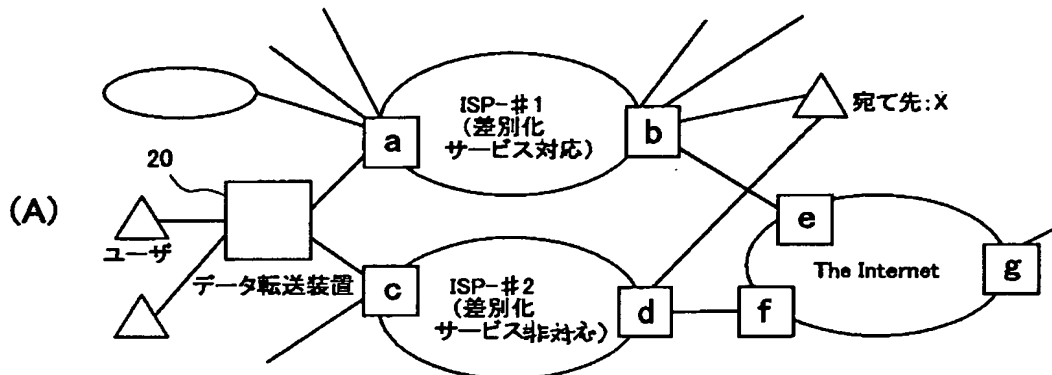 (A)
20
ユーザ
データ転送装置
a
ISP-#1
(差別化
サービス対応)
b
宛て先:X
c
ISP-#2
(差別化
サービス非対応)
d
e
f
The Internet
g